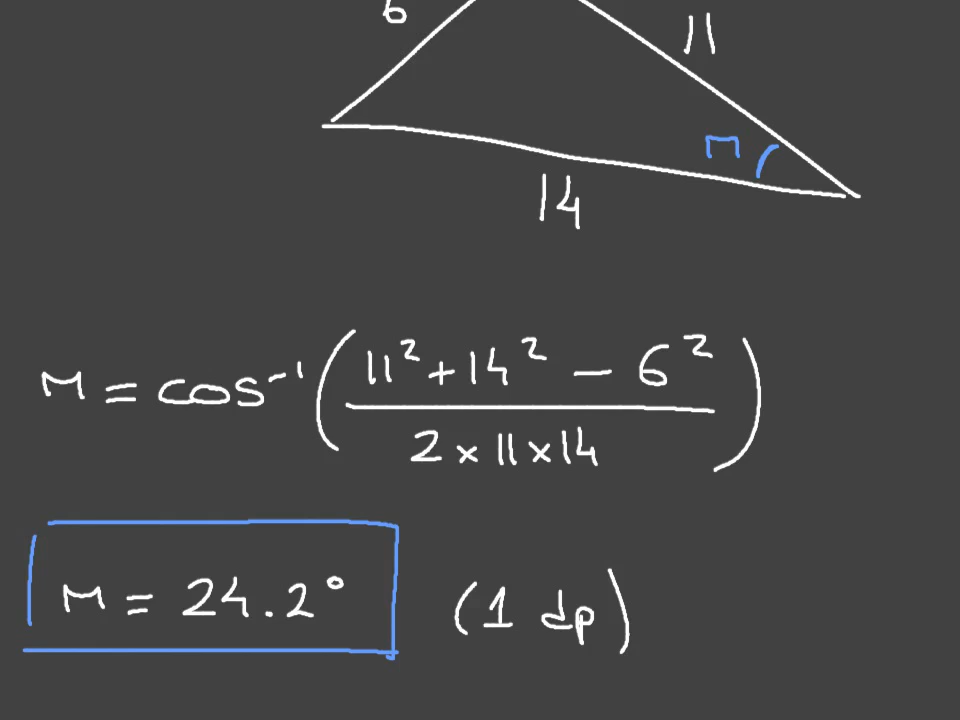 6
11
M
14
M = cos⁻¹ ( 11² + 14² − 6² / 2 × 11 × 14 )
M = 24.2° (1 dp)